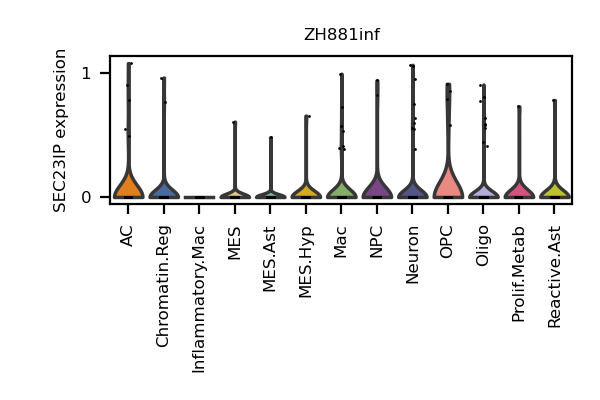 ZH881inf
SEC23IP expression
1
0
AC
Chromatin.Reg
Inflammatory.Mac
MES
MES.Ast
MES.Hyp
Mac
NPC
Neuron
OPC
Oligo
Prolif.Metab
Reactive.Ast